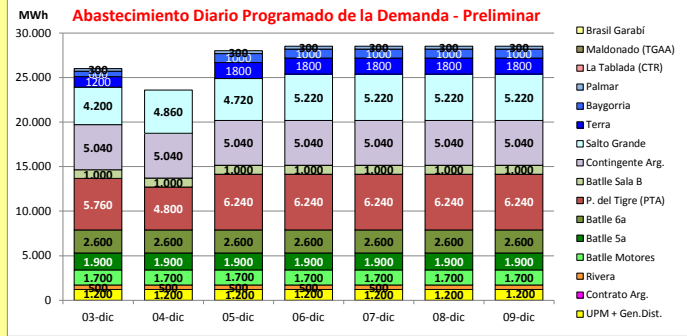 MWh
Abastecimiento Diario Programado de la Demanda - Preliminar
30.000
25.000
20.000
15.000
10.000
5.000
0
300 300 300 300 300 300
1000 1000 1000 1000 1000
1200 1800 1800 1800 1800 1800
4.200 4.860 4.720 5.220 5.220 5.220 5.220
5.040 5.040 5.040 5.040 5.040 5.040 5.040
1.000 1.000 1.000 1.000 1.000 1.000 1.000
5.760 4.800 6.240 6.240 6.240 6.240 6.240
2.600 2.600 2.600 2.600 2.600 2.600 2.600
1.900 1.900 1.900 1.900 1.900 1.900 1.900
1.700 1.700 1.700 1.700 1.700 1.700 1.700
500 500 500 500 500
1.200 1.200 1.200 1.200 1.200 1.200 1.200
03-dic 04-dic 05-dic 06-dic 07-dic 08-dic 09-dic
Brasil Garabí
Maldonado (TGAA)
La Tablada (CTR)
Palmar
Baygorria
Terra
Salto Grande
Contingente Arg.
Batlle Sala B
P. del Tigre (PTA)
Batlle 6a
Batlle 5a
Batlle Motores
Rivera
Contrato Arg.
UPM + Gen.Dist.